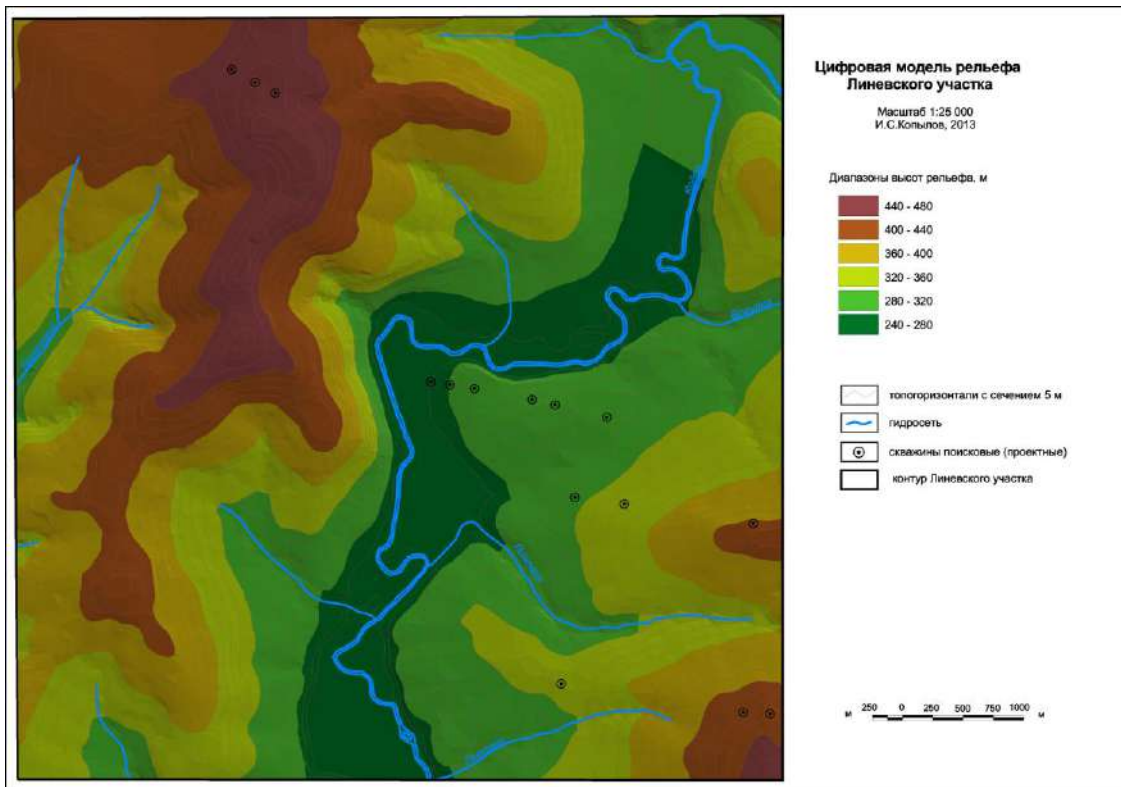 Цифровая модель рельефа
Линевского участка
Масштаб 1:25 000
И.С.Копылов, 2013
Диапазоны высот рельефа, м
440 - 480
400 - 440
360 - 400
320 - 360
280 - 320
240 - 280
топогоризонтали с сечением 5 м
гидросеть
скважины поисковые (проектные)
контур Линевского участка
м 250 0 250 500 750 1000 м